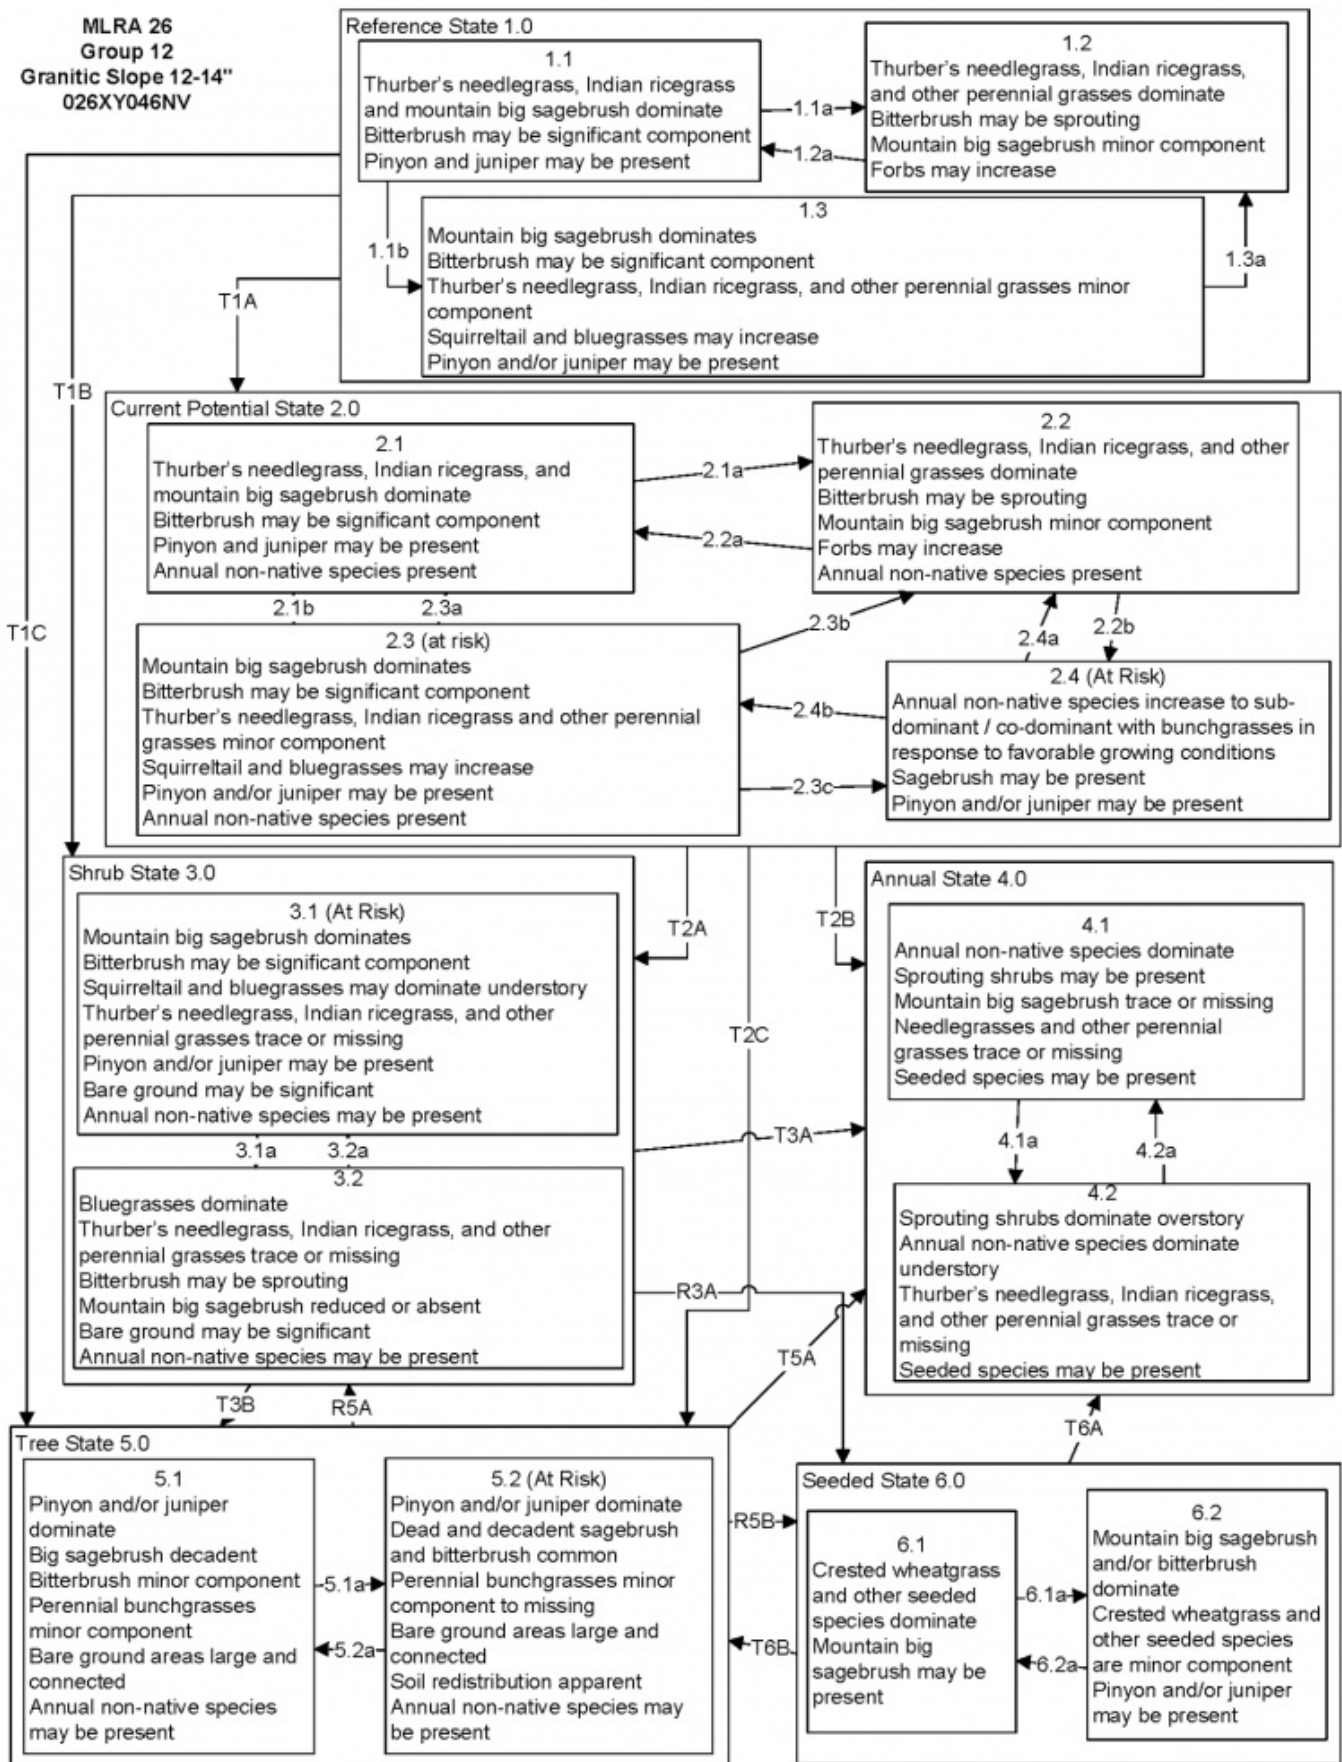 MLRA 26
Group 12
Granitic Slope 12-14"
026XY046NV
Reference State 1.0
1.1
Thurber's needlegrass, Indian ricegrass
and mountain big sagebrush dominate
Bitterbrush may be significant component
Pinyon and juniper may be present
1.1a
1.2a
1.2
Thurber's needlegrass, Indian ricegrass,
and other perennial grasses dominate
Bitterbrush may be sprouting
Mountain big sagebrush minor component
Forbs may increase
1.1b
1.3
Mountain big sagebrush dominates
Bitterbrush may be significant component
Thurber's needlegrass, Indian ricegrass, and other perennial grasses minor
component
Squirreltail and bluegrasses may increase
Pinyon and/or juniper may be present
1.3a
T1A
T1B
T1C
Current Potential State 2.0
2.1
Thurber's needlegrass, Indian ricegrass, and
mountain big sagebrush dominate
Bitterbrush may be significant component
Pinyon and juniper may be present
Annual non-native species present
2.1a
2.2a
2.2
Thurber's needlegrass, Indian ricegrass, and other
perennial grasses dominate
Bitterbrush may be sprouting
Mountain big sagebrush minor component
Forbs may increase
Annual non-native species present
2.1b
2.3a
2.3b
2.4a
2.2b
2.3 (at risk)
Mountain big sagebrush dominates
Bitterbrush may be significant component
Thurber's needlegrass, Indian ricegrass and other perennial
grasses minor component
Squirreltail and bluegrasses may increase
Pinyon and/or juniper may be present
Annual non-native species present
2.4b
2.3c
2.4 (At Risk)
Annual non-native species increase to sub-
dominant / co-dominant with bunchgrasses in
response to favorable growing conditions
Sagebrush may be present
Pinyon and/or juniper may be present
Shrub State 3.0
3.1 (At Risk)
Mountain big sagebrush dominates
Bitterbrush may be significant component
Squirreltail and bluegrasses may dominate understory
Thurber's needlegrass, Indian ricegrass, and other
perennial grasses trace or missing
Pinyon and/or juniper may be present
Bare ground may be significant
Annual non-native species may be present
3.1a
3.2a
3.2
Bluegrasses dominate
Thurber's needlegrass, Indian ricegrass, and other
perennial grasses trace or missing
Bitterbrush may be sprouting
Mountain big sagebrush reduced or absent
Bare ground may be significant
Annual non-native species may be present
T2A
T2B
T2C
T3A
R3A
T5A
Annual State 4.0
4.1
Annual non-native species dominate
Sprouting shrubs may be present
Mountain big sagebrush trace or missing
Needlegrasses and other perennial
grasses trace or missing
Seeded species may be present
4.1a
4.2a
4.2
Sprouting shrubs dominate overstory
Annual non-native species dominate
understory
Thurber's needlegrass, Indian ricegrass,
and other perennial grasses trace or
missing
Seeded species may be present
T3B
R5A
T6A
Tree State 5.0
5.1
Pinyon and/or juniper
dominate
Big sagebrush decadent
Bitterbrush minor component
Perennial bunchgrasses
minor component
Bare ground areas large and
connected
Annual non-native species
may be present
5.1a
5.2a
5.2 (At Risk)
Pinyon and/or juniper dominate
Dead and decadent sagebrush
and bitterbrush common
Perennial bunchgrasses minor
component to missing
Bare ground areas large and
connected
Soil redistribution apparent
Annual non-native species may
be present
R5B
T6B
Seeded State 6.0
6.1
Crested wheatgrass
and other seeded
species dominate
Mountain big
sagebrush may be
present
6.1a
6.2a
6.2
Mountain big sagebrush
and/or bitterbrush
dominate
Crested wheatgrass and
other seeded species
are minor component
Pinyon and/or juniper
may be present